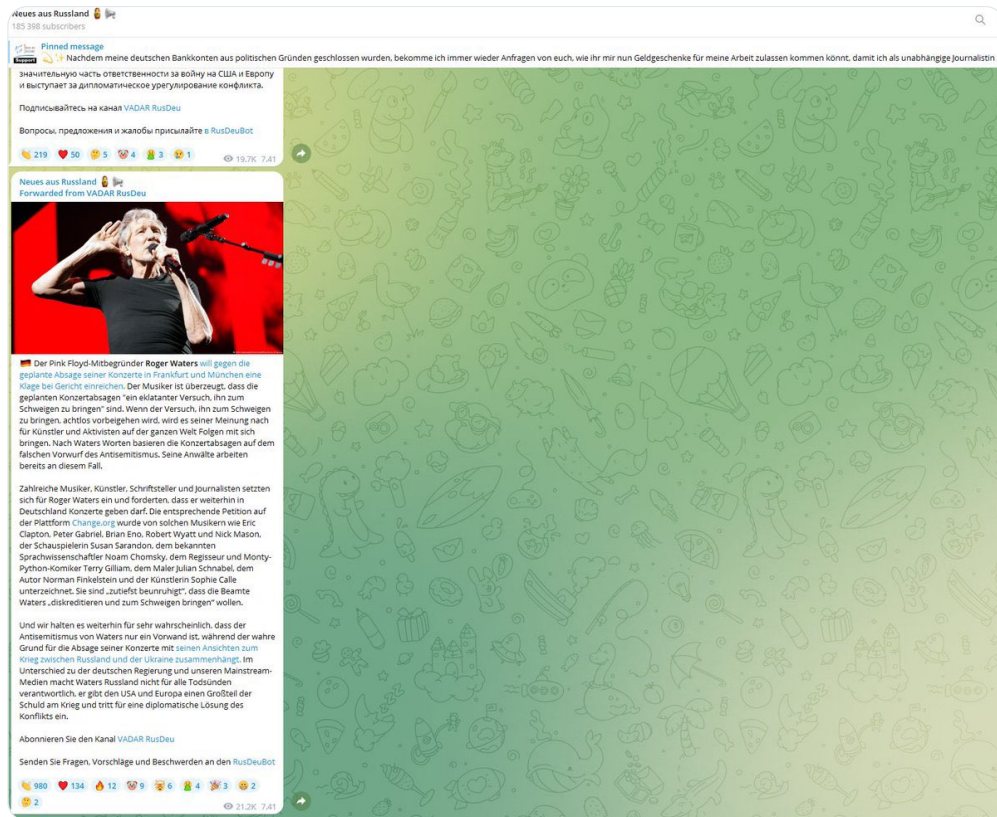 Neues aus Russland
185 398 subscribers
Pinned message
Nachdem meine deutschen Bankkonten aus politischen Gründen geschlossen wurden, bekomme ich immer wieder Anfragen von euch, wie ihr mir nun Geldgeschenke für meine Arbeit zulassen kommen könnt, damit ich als unabhängige Journalistin
Support
значительную часть ответственности за войну на США и Европу
и выступает за дипломатическое урегулирование конфликта.
Подписывайтесь на канал VADAR RusDeu
Вопросы, предложения и жалобы присылайте в RusDeuBot
219 50 5 4 3 1
19.7K 7.41
Neues aus Russland
Forwarded from VADAR RusDeu
Der Pink Floyd-Mitbegründer Roger Waters will gegen die
geplante Absage seiner Konzerte in Frankfurt und München eine
Klage bei Gericht einreichen. Der Musiker ist überzeugt, dass die
geplanten Konzertabsagen "ein eklatanter Versuch, ihn zum
Schweigen zu bringen" sind. Wenn der Versuch, ihn zum Schweigen
zu bringen, achtlos vorbeigehen wird, wird es seiner Meinung nach
für Künstler und Aktivisten auf der ganzen Welt Folgen mit sich
bringen. Nach Waters Worten basieren die Konzertabsagen auf dem
falschen Vorwurf des Antisemitismus. Seine Anwälte arbeiten
bereits an diesem Fall.
Zahlreiche Musiker, Künstler, Schriftsteller und Journalisten setzten
sich für Roger Waters ein und forderten, dass er weiterhin in
Deutschland Konzerte geben darf. Die entsprechende Petition auf
der Plattform Change.org wurde von solchen Musikern wie Eric
Clapton, Peter Gabriel, Brian Eno, Robert Wyatt und Nick Mason,
der Schauspielerin Susan Sarandon, dem bekannten
Sprachwissenschaftler Noam Chomsky, dem Regisseur und Monty-
Python-Komiker Terry Gilliam, dem Maler Julian Schnabel, dem
Autor Norman Finkelstein und der Künstlerin Sophie Calle
unterzeichnet. Sie sind „zutiefst beunruhigt", dass die Beamte
Waters „diskreditieren und zum Schweigen bringen" wollen.
Und wir halten es weiterhin für sehr wahrscheinlich, dass der
Antisemitismus von Waters nur ein Vorwand ist, während der wahre
Grund für die Absage seiner Konzerte mit seinen Ansichten zum
Krieg zwischen Russland und der Ukraine zusammenhängt. Im
Unterschied zu der deutschen Regierung und unseren Mainstream-
Medien macht Waters Russland nicht für alle Todsünden
verantwortlich, er gibt den USA und Europa einen Großteil der
Schuld am Krieg und tritt für eine diplomatische Lösung des
Konflikts ein.
Abonnieren Sie den Kanal VADAR RusDeu
Senden Sie Fragen, Vorschläge und Beschwerden an den RusDeuBot
980 134 12 9 6 4 3 2
2
21.2K 7.41